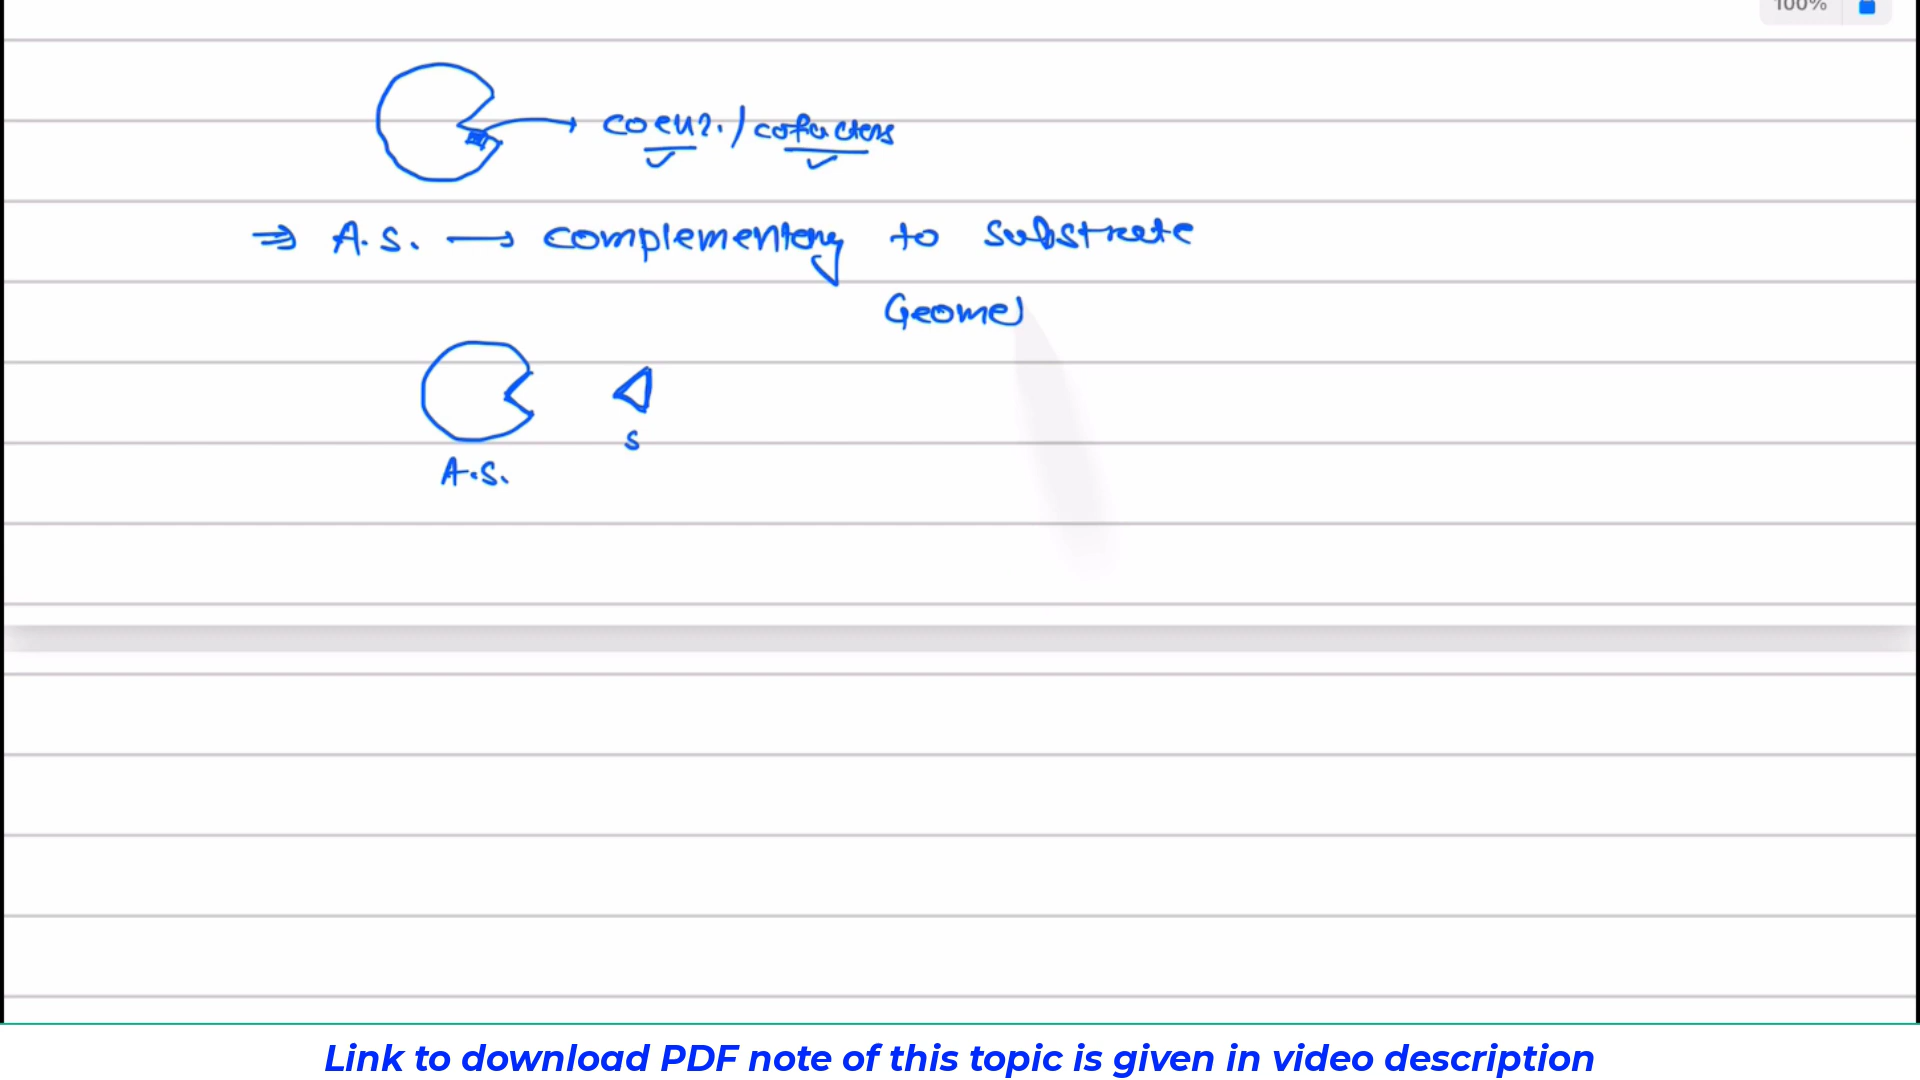 100%
coenz. / cofactors
⇒ A.S. → complementary to substrate
Geome
S
A.S.
Link to download PDF note of this topic is given in video description